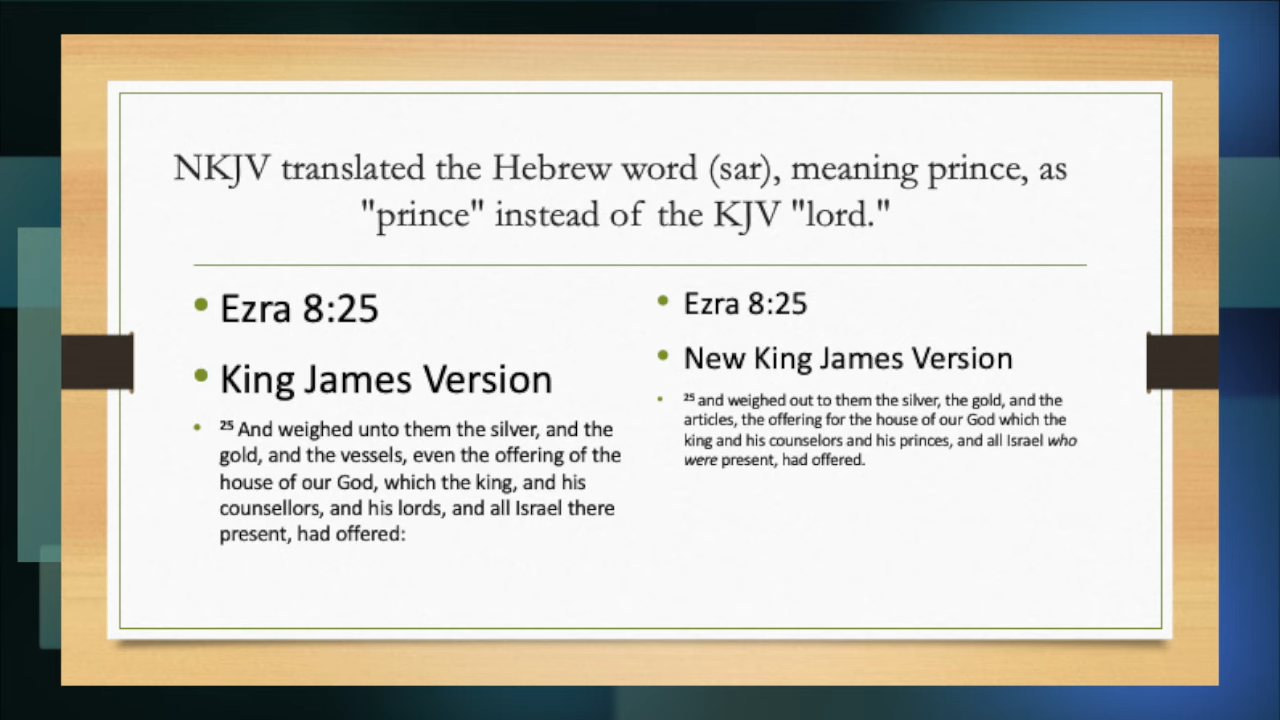 NKJV translated the Hebrew word (sar), meaning prince, as
"prince" instead of the KJV "lord."
• Ezra 8:25
• King James Version
• 25 And weighed unto them the silver, and the
gold, and the vessels, even the offering of the
house of our God, which the king, and his
counsellors, and his lords, and all Israel there
present, had offered:
• Ezra 8:25
• New King James Version
• 25 and weighed out to them the silver, the gold, and the
articles, the offering for the house of our God which the
king and his counselors and his princes, and all Israel who
were present, had offered.